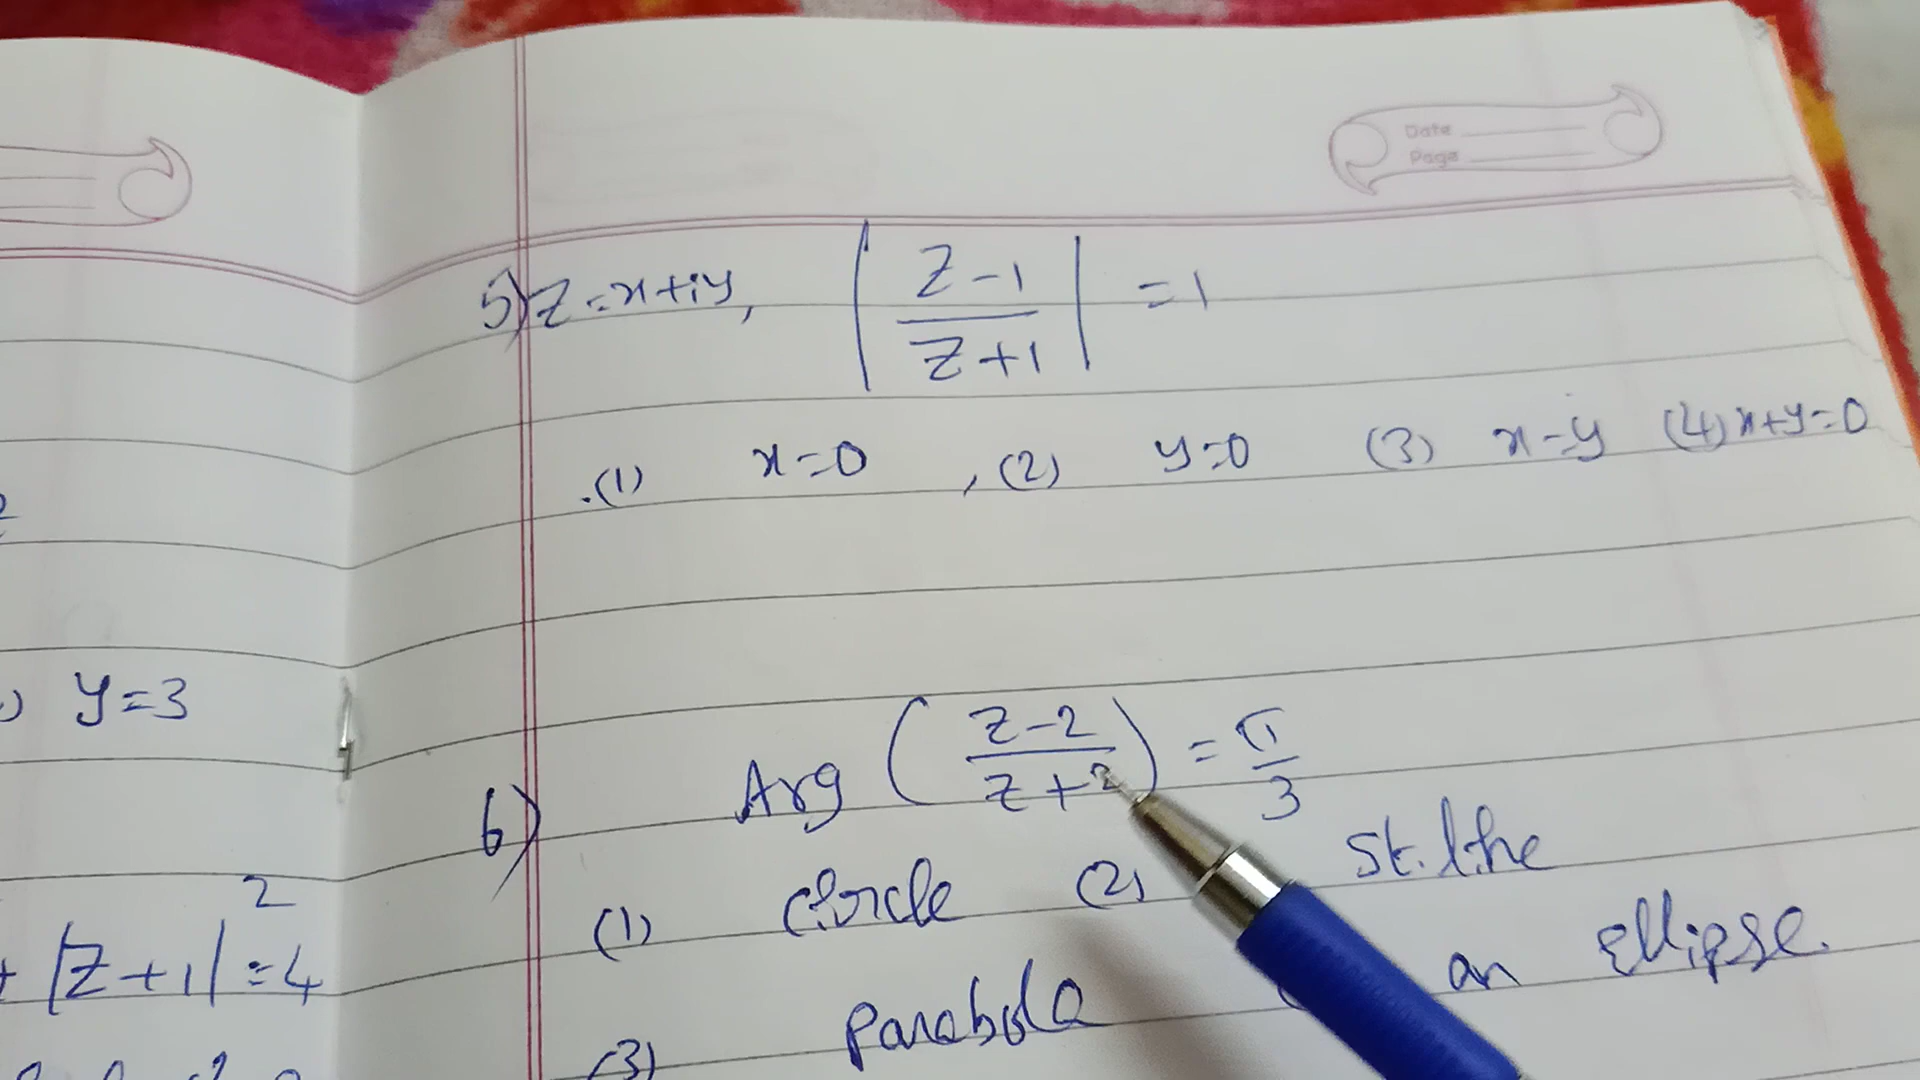 Date
Page
5) z=x+iy, |z-1/z+1| =1
.(1) x=0 , (2) y=0 (3) x=y (4) x+y=0
y=3
6) Arg (z-2/z+2) = π/3
(1) circle (2) St. line
|z+1|²=4
(3) parabola an ellipse.